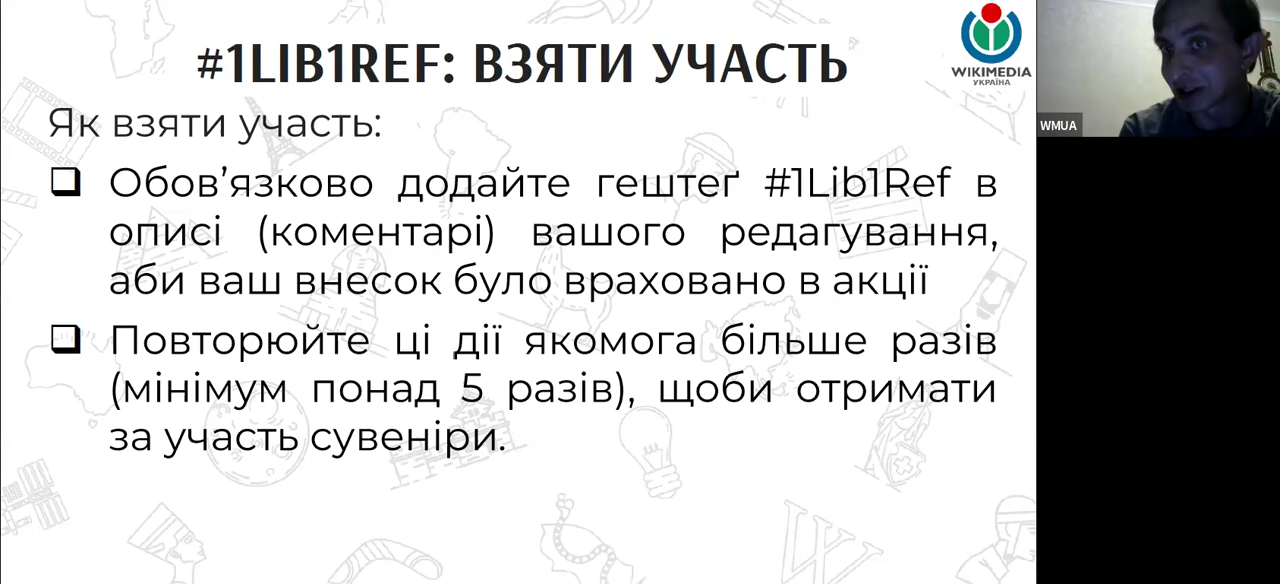 #1LIB1REF: ВЗЯТИ УЧАСТЬ
WIKIMEDIA
УКРАЇНА
WMUA
Як взяти участь:
Обов’язково додайте гештеґ #1Lib1Ref в
описі (коментарі) вашого редагування,
аби ваш внесок було враховано в акції
Повторюйте ці дії якомога більше разів
(мінімум понад 5 разів), щоби отримати
за участь сувеніри.